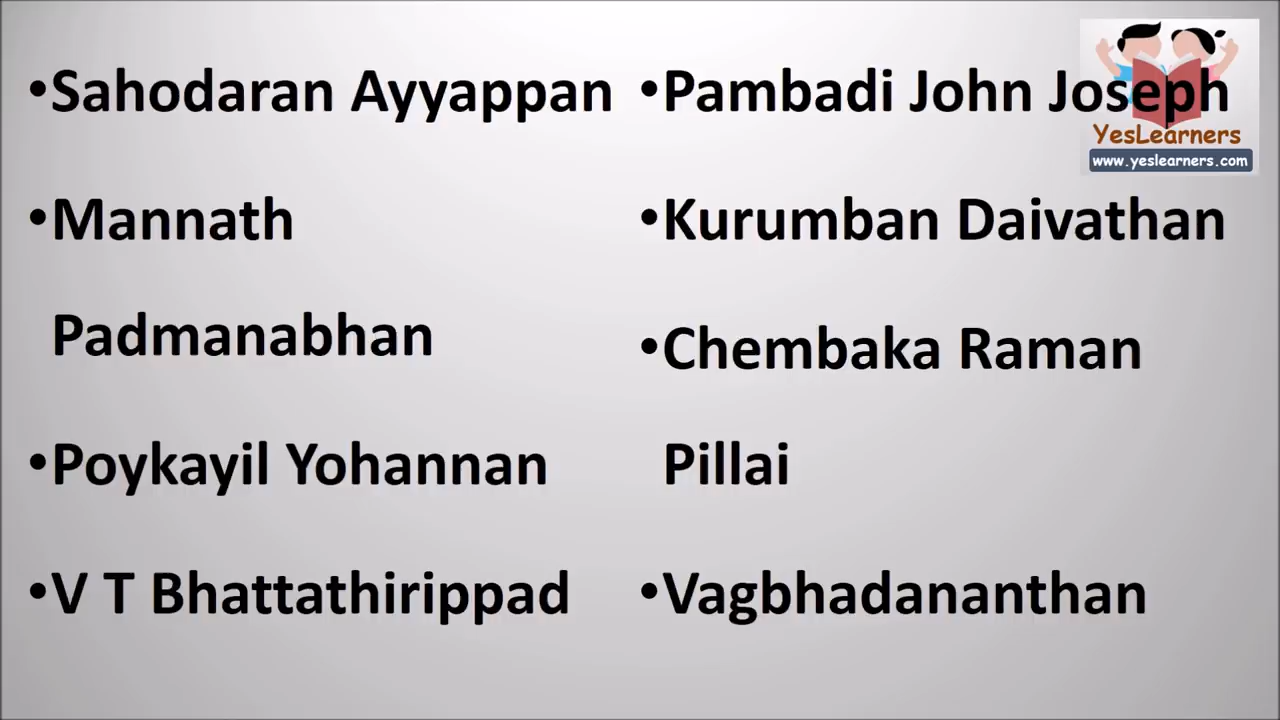 •Sahodaran Ayyappan
•Mannath
Padmanabhan
•Poykayil Yohannan
•V T Bhattathirippad
•Pambadi John Joseph
•Kurumban Daivathan
•Chembaka Raman
Pillai
•Vagbhadananthan
YesLearners
www.yeslearners.com